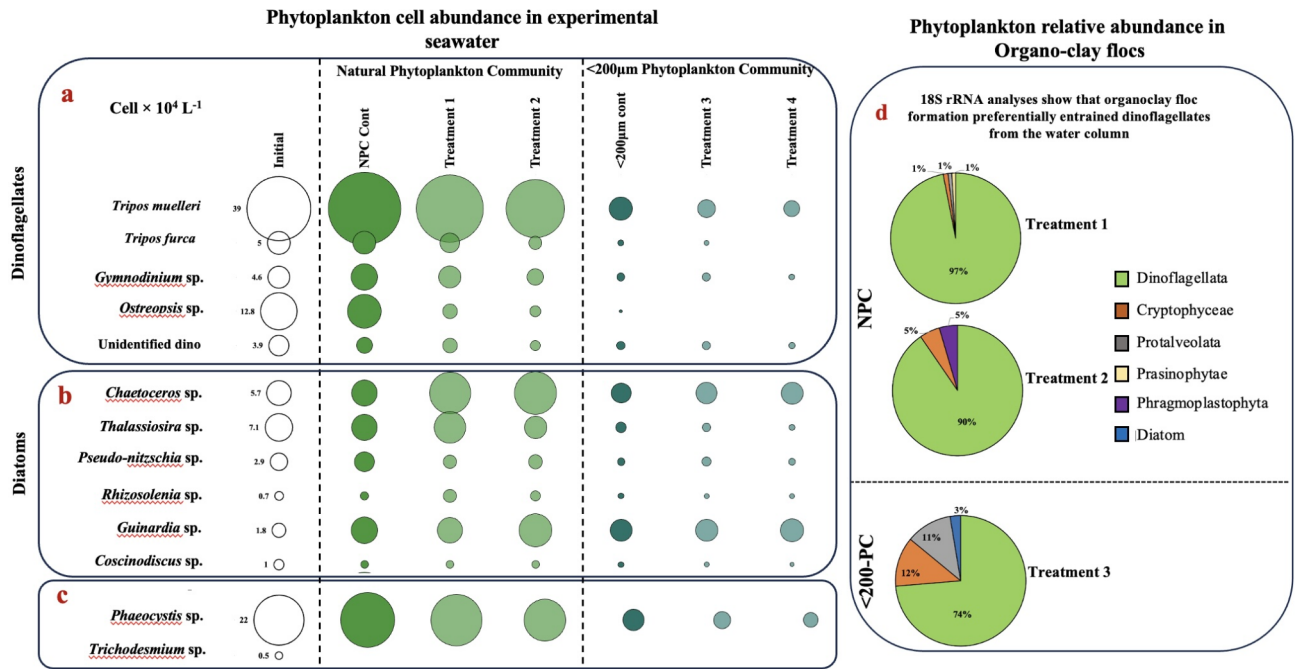 Phytoplankton cell abundance in experimental
seawater
Phytoplankton relative abundance in
Organo-clay flocs
Dinoflagellates
a
Cell × 10⁴ L⁻¹
Natural Phytoplankton Community
<200µm Phytoplankton Community
Initial
NPC Cont
Treatment 1
Treatment 2
<200µm cont
Treatment 3
Treatment 4
Tripos muelleri
39
Tripos furca
5
Gymnodinium sp.
4.6
Ostreopsis sp.
12.8
Unidentified dino
3.9
Diatoms
b
Chaetoceros sp.
5.7
Thalassiosira sp.
7.1
Pseudo-nitzschia sp.
2.9
Rhizosolenia sp.
0.7
Guinardia sp.
1.8
Coscinodiscus sp.
1
c
Phaeocystis sp.
22
Trichodesmium sp.
0.5
d
18S rRNA analyses show that organoclay floc
formation preferentially entrained dinoflagellates
from the water column
NPC
1%
1%
1%
97%
Treatment 1
5%
5%
90%
Treatment 2
Dinoflagellata
Cryptophyceae
Protalveolata
Prasinophytae
Phragmoplastophyta
Diatom
<200-PC
3%
11%
12%
74%
Treatment 3